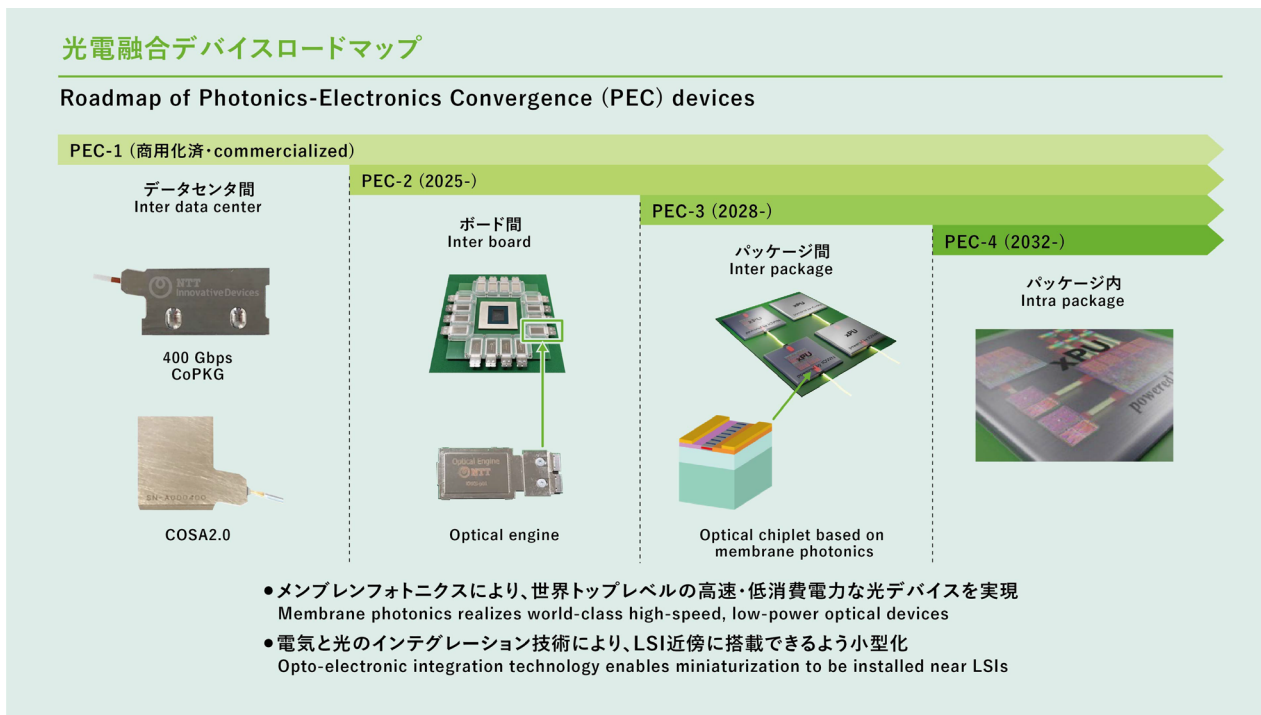 光電融合デバイスロードマップ
Roadmap of Photonics-Electronics Convergence (PEC) devices
PEC-1 (商用化済・commercialized)
PEC-2 (2025-)
PEC-3 (2028-)
PEC-4 (2032-)
データセンタ間
Inter data center
NTT
Innovative Devices
400 Gbps
CoPKG
SN-A000400
COSA2.0
ボード間
Inter board
Optical engine
NTT
Optical engine
パッケージ間
Inter package
xPU
xPU
xPU
xPU
Optical chiplet based on
membrane photonics
パッケージ内
Intra package
xPU
powered
●メンブレンフォトニクスにより、世界トップレベルの高速・低消費電力な光デバイスを実現
Membrane photonics realizes world-class high-speed, low-power optical devices
●電気と光のインテグレーション技術により、LSI近傍に搭載できるよう小型化
Opto-electronic integration technology enables miniaturization to be installed near LSIs